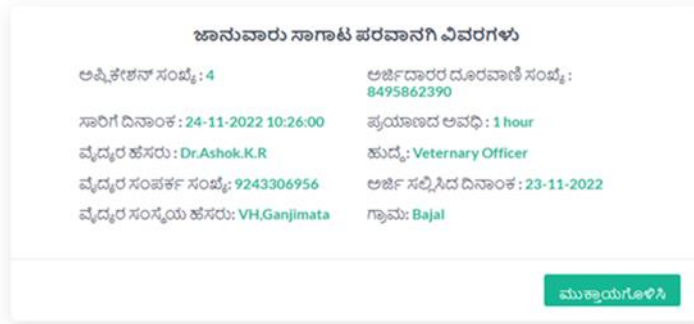 ಜಾನುವಾರು ಸಾಗಾಟ ಪರವಾನಗಿ ವಿವರಗಳು
ಅಪ್ಲಿಕೇಶನ್ ಸಂಖ್ಯೆ : 4
ಅರ್ಜಿದಾರರ ದೂರವಾಣಿ ಸಂಖ್ಯೆ :
8495862390
ಸಾರಿಗೆ ದಿನಾಂಕ : 24-11-2022 10:26:00
ಪ್ರಯಾಣದ ಅವಧಿ : 1 hour
ವೈದ್ಯರ ಹೆಸರು : Dr.Ashok.K.R
ಹುದ್ದೆ : Veternary Officer
ವೈದ್ಯರ ಸಂಪರ್ಕ ಸಂಖ್ಯೆ: 9243306956
ಅರ್ಜಿ ಸಲ್ಲಿಸಿದ ದಿನಾಂಕ : 23-11-2022
ವೈದ್ಯರ ಸಂಸ್ಥೆಯ ಹೆಸರು: VH,Ganjimata
ಗ್ರಾಮ: Bajal
ಮುಕ್ತಾಯಗೊಳಿಸಿ